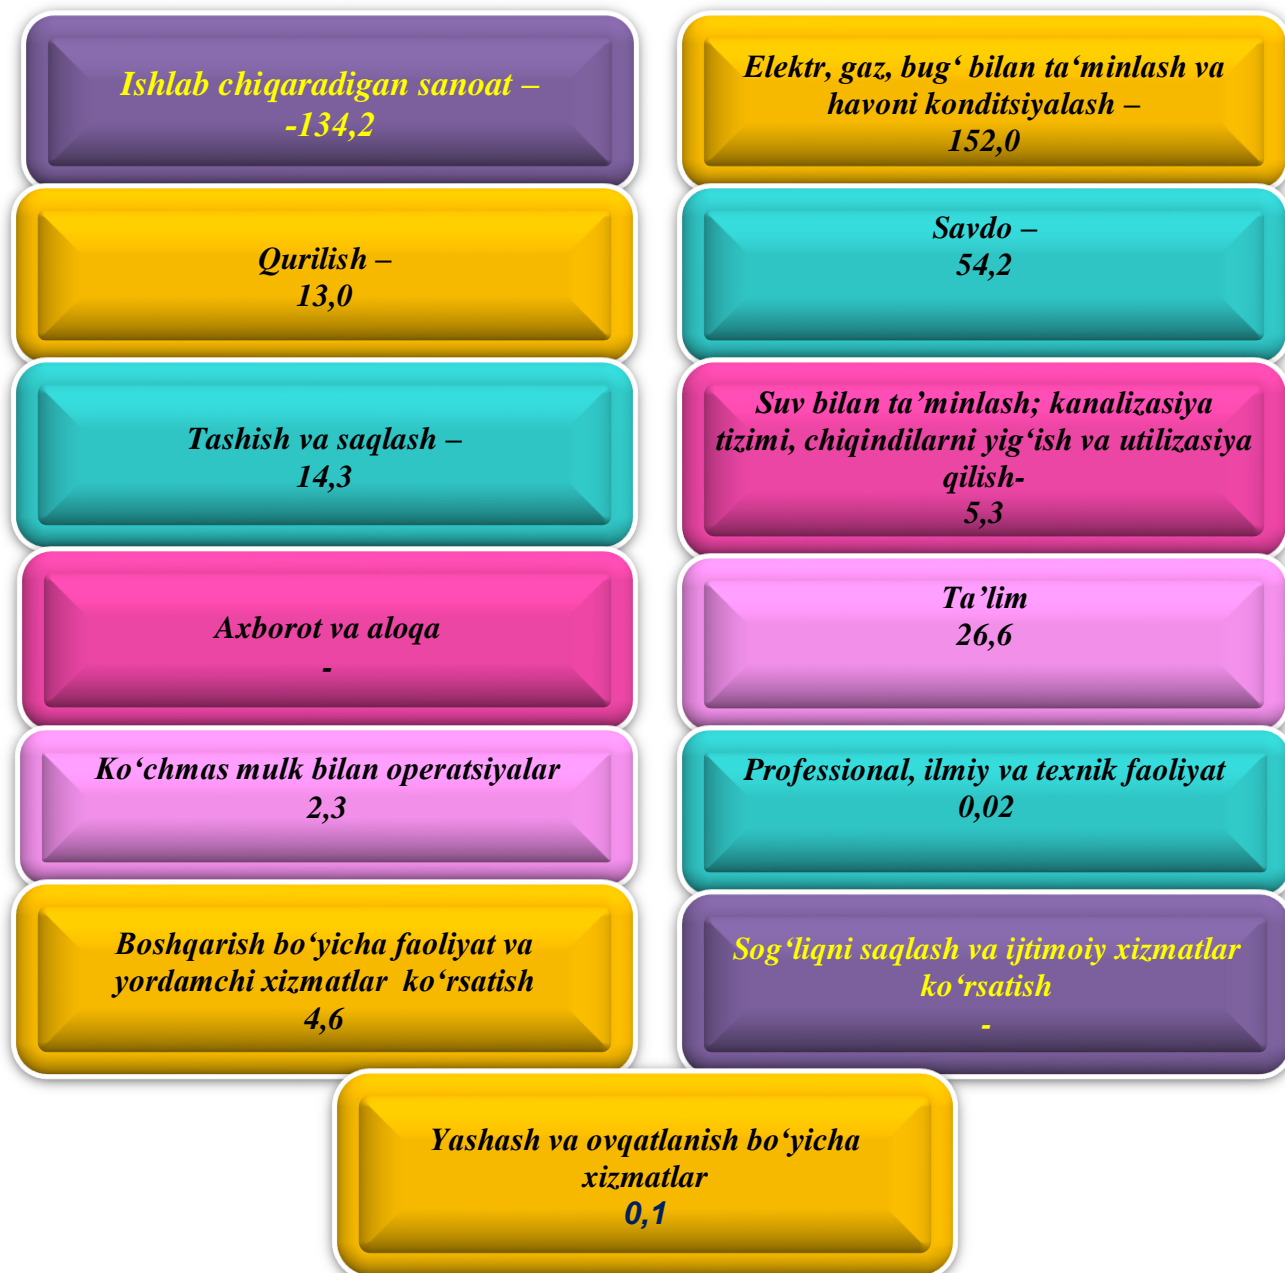 Ishlab chiqaradigan sanoat –
-134,2
Elektr, gaz, bug‘ bilan ta‘minlash va
havoni konditsiyalash –
152,0
Qurilish –
13,0
Savdo –
54,2
Tashish va saqlash –
14,3
Suv bilan ta’minlash; kanalizasiya
tizimi, chiqindilarni yig‘ish va utilizasiya
qilish-
5,3
Axborot va aloqa
-
Ta’lim
26,6
Ko‘chmas mulk bilan operatsiyalar
2,3
Professional, ilmiy va texnik faoliyat
0,02
Boshqarish bo‘yicha faoliyat va
yordamchi xizmatlar  ko‘rsatish
4,6
Sog‘liqni saqlash va ijtimoiy xizmatlar
ko‘rsatish
-
Yashash va ovqatlanish bo‘yicha
xizmatlar
0,1